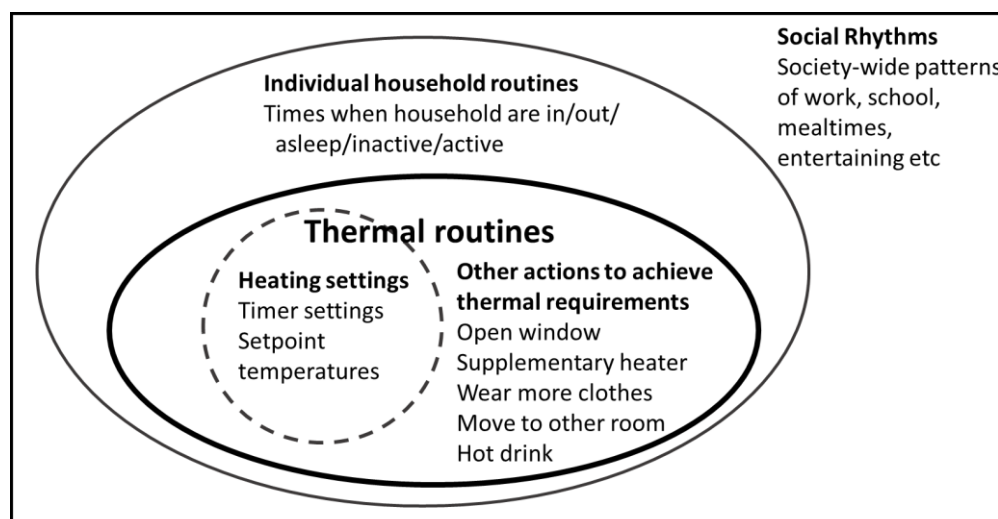 Social Rhythms
Society-wide patterns
of work, school,
mealtimes,
entertaining etc
Individual household routines
Times when household are in/out/
asleep/inactive/active
Thermal routines
Heating settings
Timer settings
Setpoint
temperatures
Other actions to achieve
thermal requirements
Open window
Supplementary heater
Wear more clothes
Move to other room
Hot drink